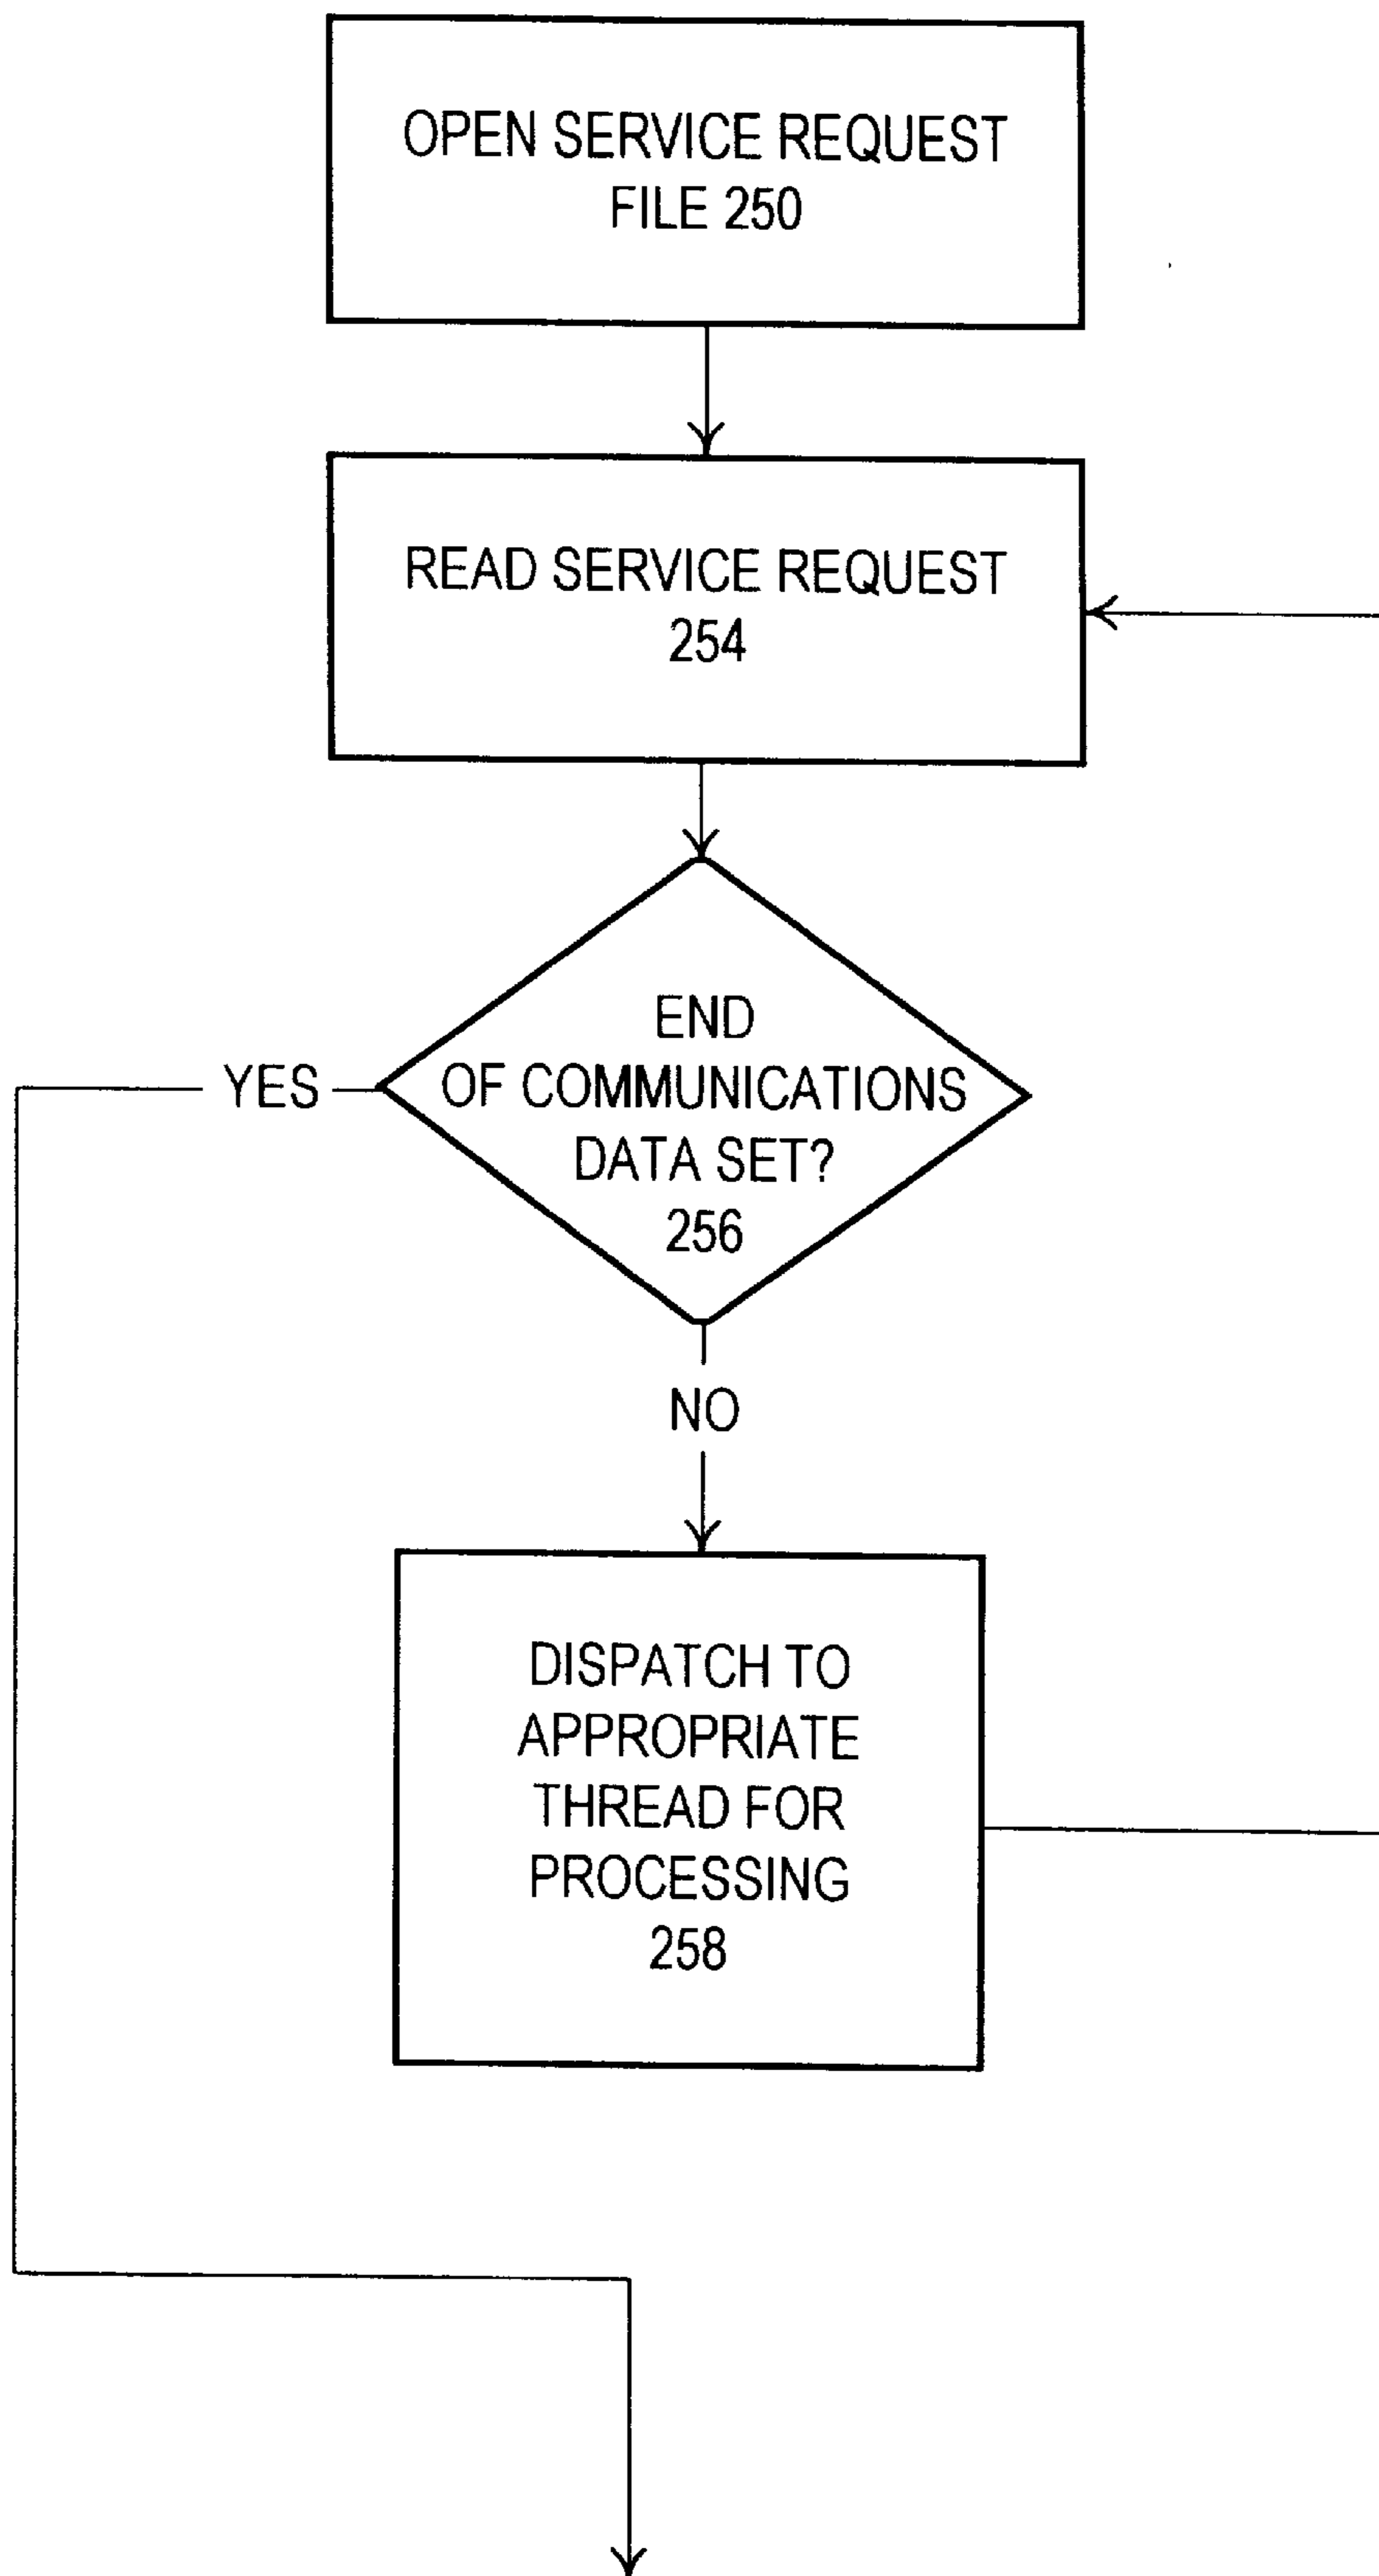 OPEN SERVICE REQUEST
FILE 250
READ SERVICE REQUEST
254
END
OF COMMUNICATIONS
DATA SET?
256
YES
NO
DISPATCH TO
APPROPRIATE
THREAD FOR
PROCESSING
258